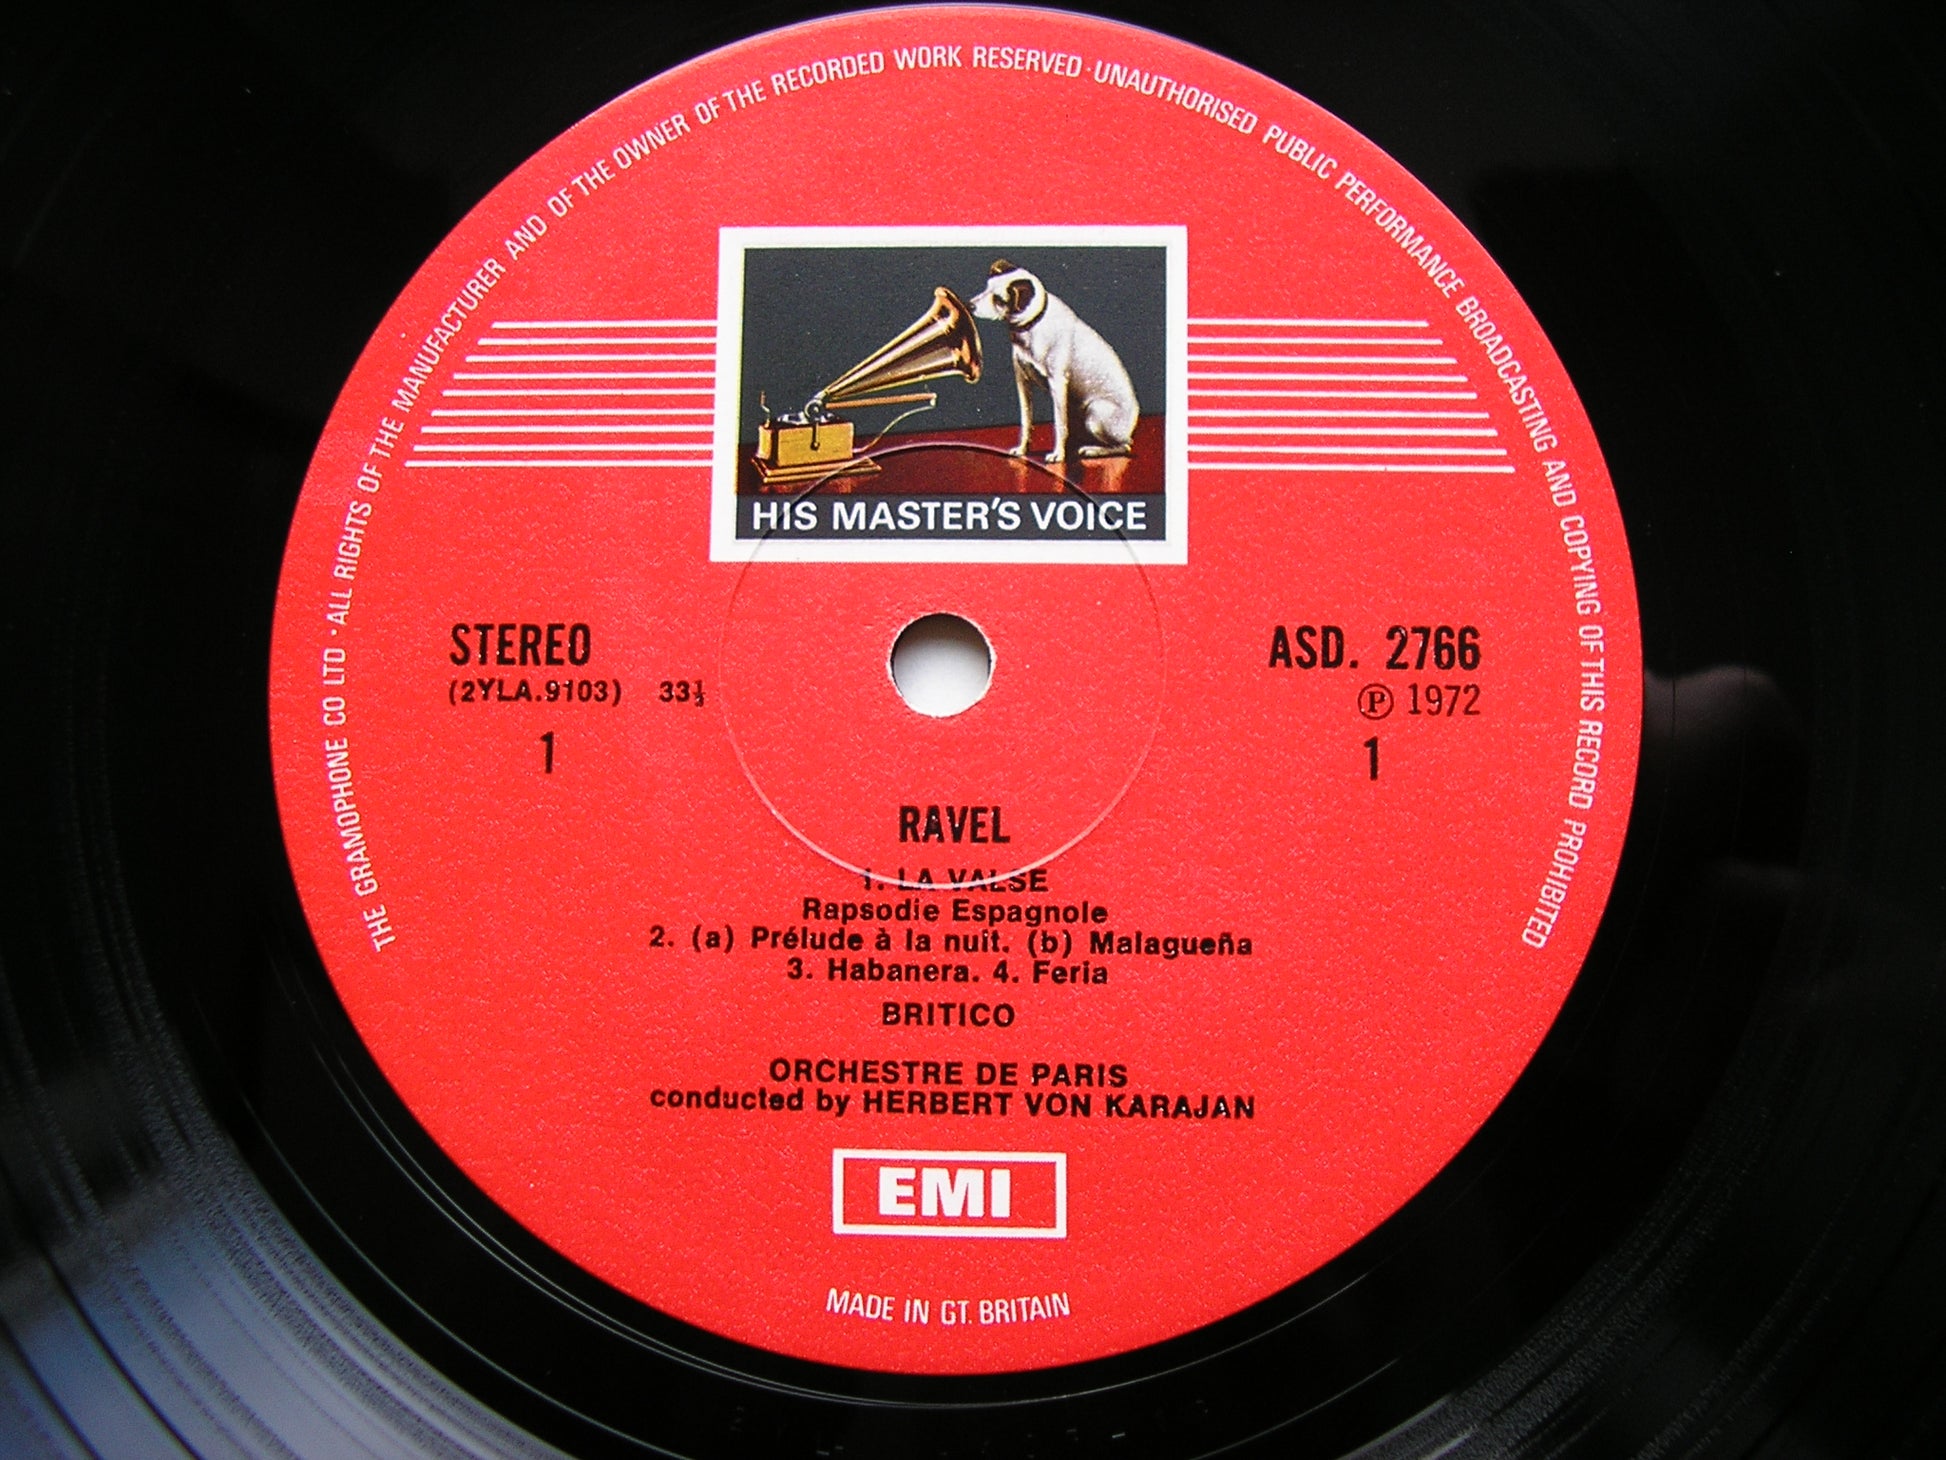 THE GRAMOPHONE CO LTD · ALL RIGHTS OF THE MANUFACTURER AND OF THE OWNER OF THE RECORDED WORK RESERVED · UNAUTHORISED PUBLIC PERFORMANCE BROADCASTING AND COPYING OF THIS RECORD PROHIBITED
HIS MASTER'S VOICE
STEREO
(2YLA.9103) 33⅓
1
ASD. 2766
Ⓟ 1972
1
RAVEL
1. LA VALSE
Rapsodie Espagnole
2. (a) Prélude à la nuit. (b) Malagueña
3. Habanera. 4. Feria
BRITICO
ORCHESTRE DE PARIS
conducted by HERBERT VON KARAJAN
EMI
MADE IN GT. BRITAIN